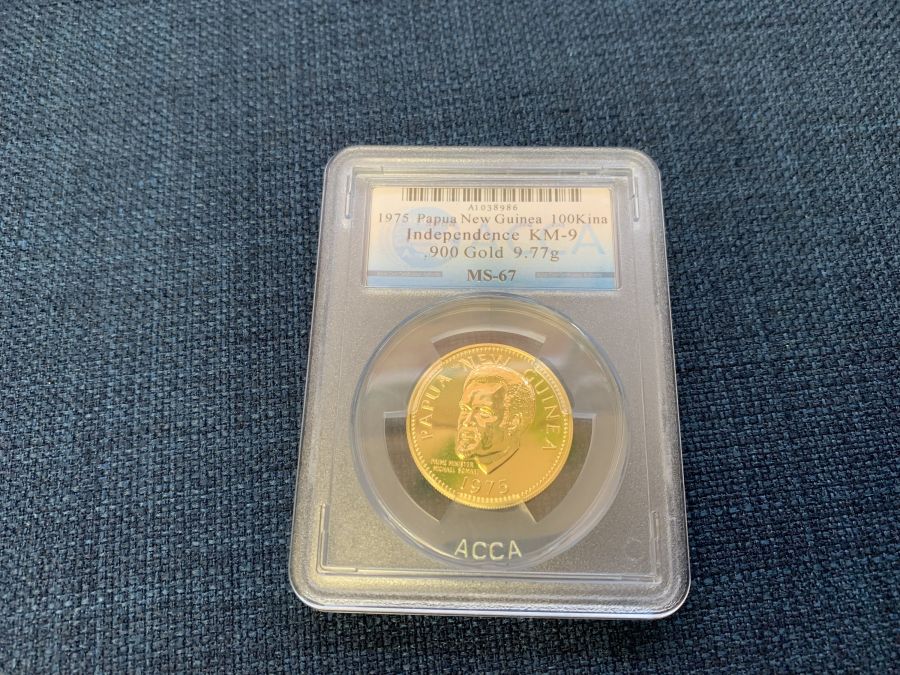 A1038986
1975 Papua New Guinea 100Kina
ACCA
Independence KM-9
.900 Gold 9.77g
MS-67
PAPUA NEW GUINEA
PRIME MINISTER
MICHAEL SOMARE
1975
ACCA